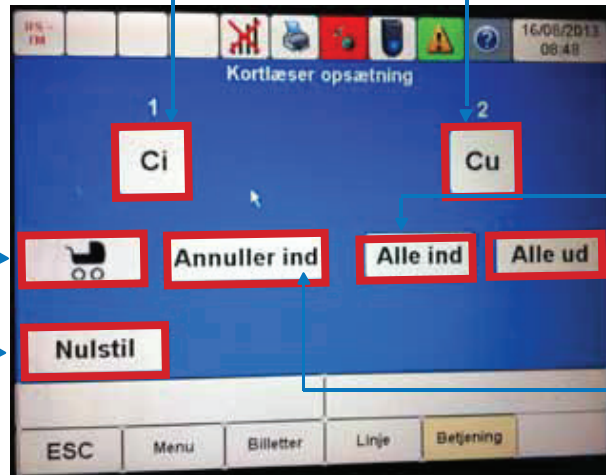 16/08/2013
08:48
Kortlæser opsætning
1
2
Ci
Cu
Annuller ind
Alle ind
Alle ud
Nulstil
ESC
Menu
Billetter
Linje
Betjening